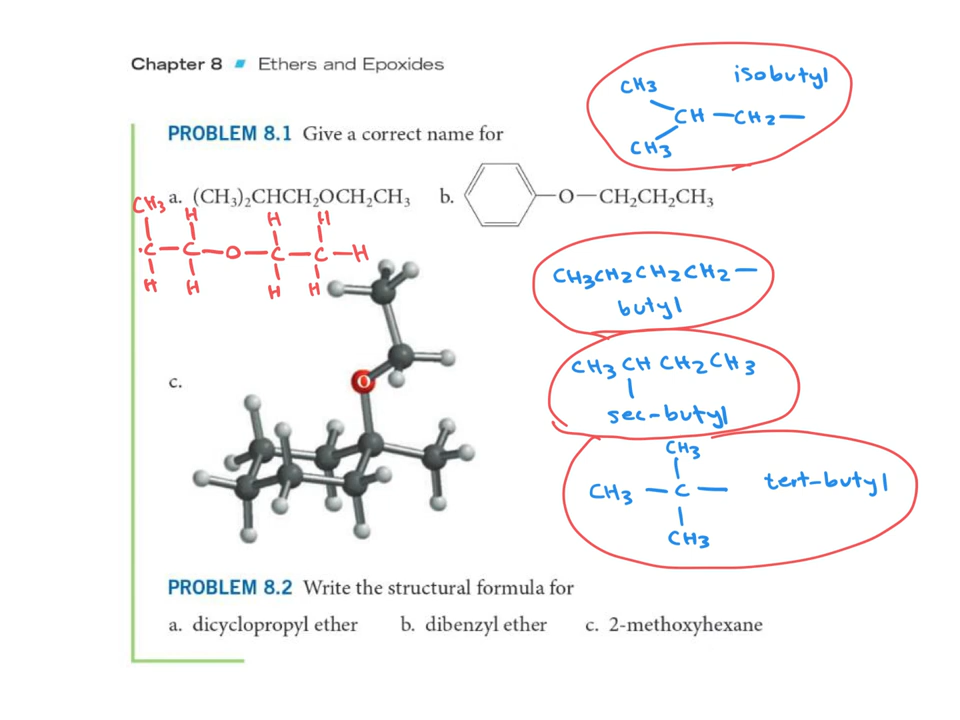 Chapter 8 ■ Ethers and Epoxides
isobutyl
CH3
CH — CH2 —
CH3
PROBLEM 8.1 Give a correct name for
a. (CH₃)₂CHCH₂OCH₂CH₃ b. O—CH₂CH₂CH₃
CH3 H H H
·C—C—O—C—C—H
H H H H
CH3CH2CH2CH2—
butyl
c.
O
CH3 CH CH2 CH3
sec-butyl
CH3
CH3 — C — tert-butyl
CH3
PROBLEM 8.2 Write the structural formula for
a. dicyclopropyl ether b. dibenzyl ether c. 2-methoxyhexane